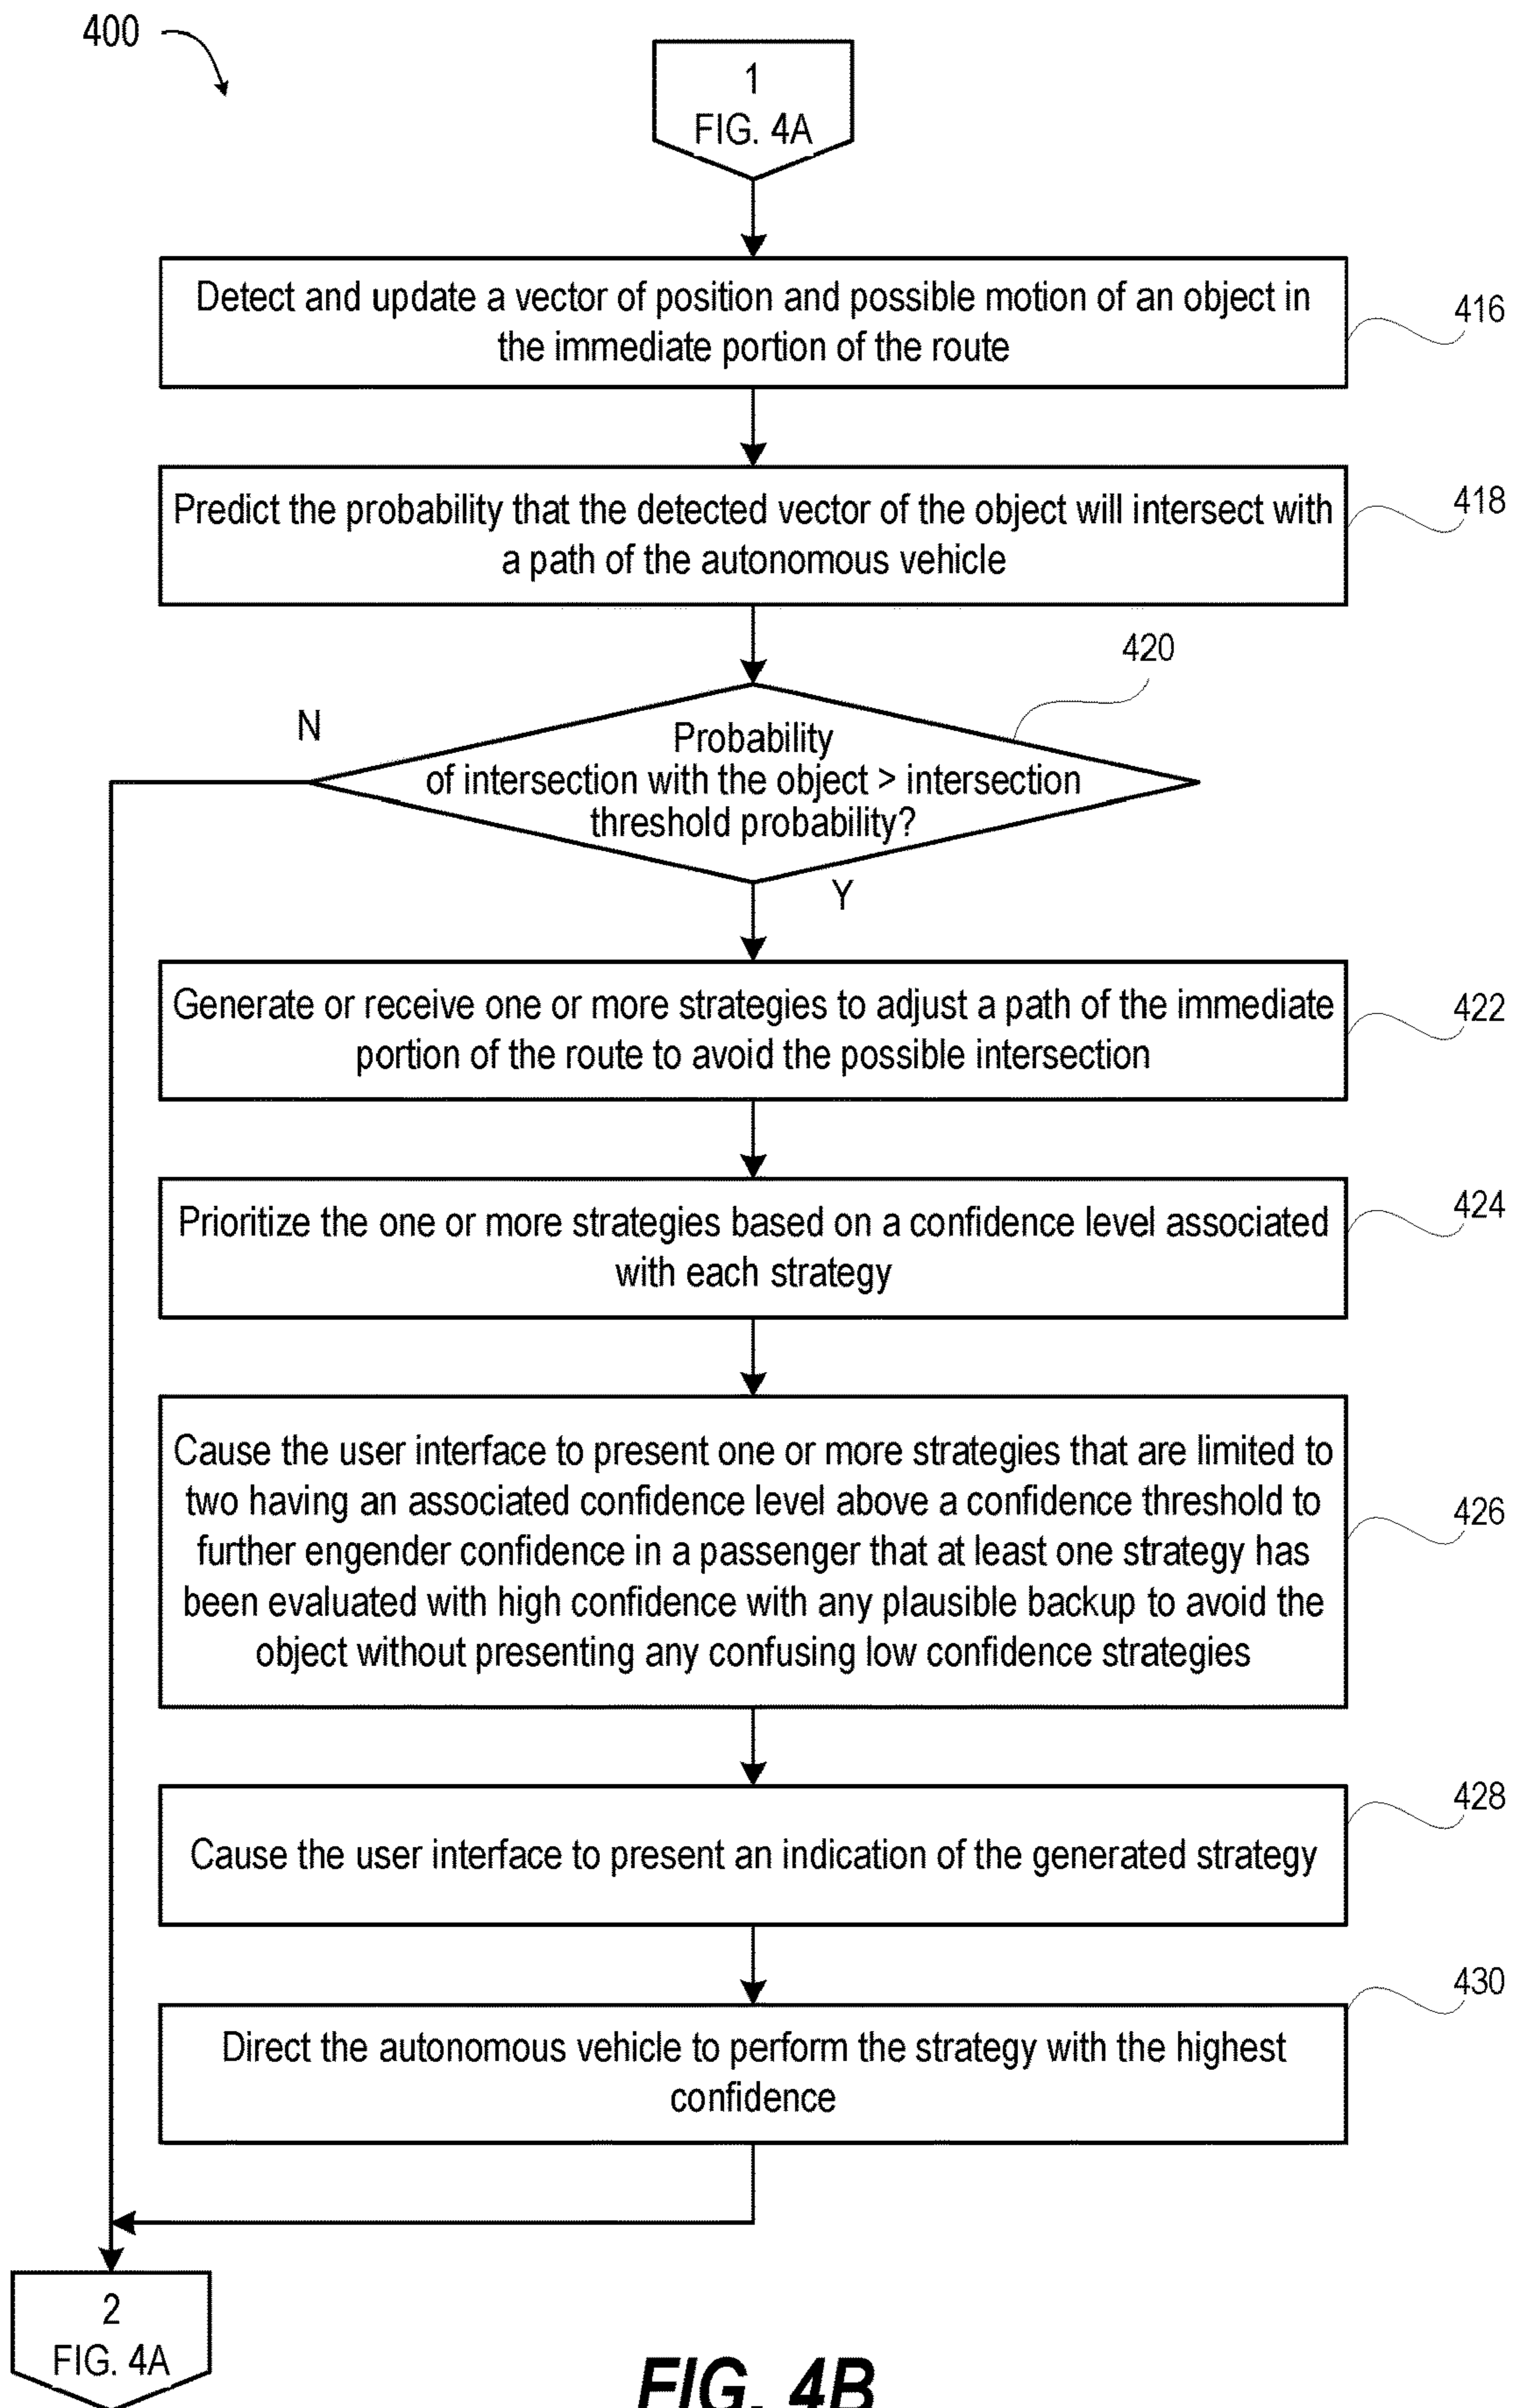 400
1
FIG. 4A
Detect and update a vector of position and possible motion of an object in
the immediate portion of the route
416
Predict the probability that the detected vector of the object will intersect with
a path of the autonomous vehicle
418
420
N
Probability
of intersection with the object > intersection
threshold probability?
Y
Generate or receive one or more strategies to adjust a path of the immediate
portion of the route to avoid the possible intersection
422
Prioritize the one or more strategies based on a confidence level associated
with each strategy
424
Cause the user interface to present one or more strategies that are limited to
two having an associated confidence level above a confidence threshold to
further engender confidence in a passenger that at least one strategy has
been evaluated with high confidence with any plausible backup to avoid the
object without presenting any confusing low confidence strategies
426
Cause the user interface to present an indication of the generated strategy
428
Direct the autonomous vehicle to perform the strategy with the highest
confidence
430
2
FIG. 4A
FIG. 4B